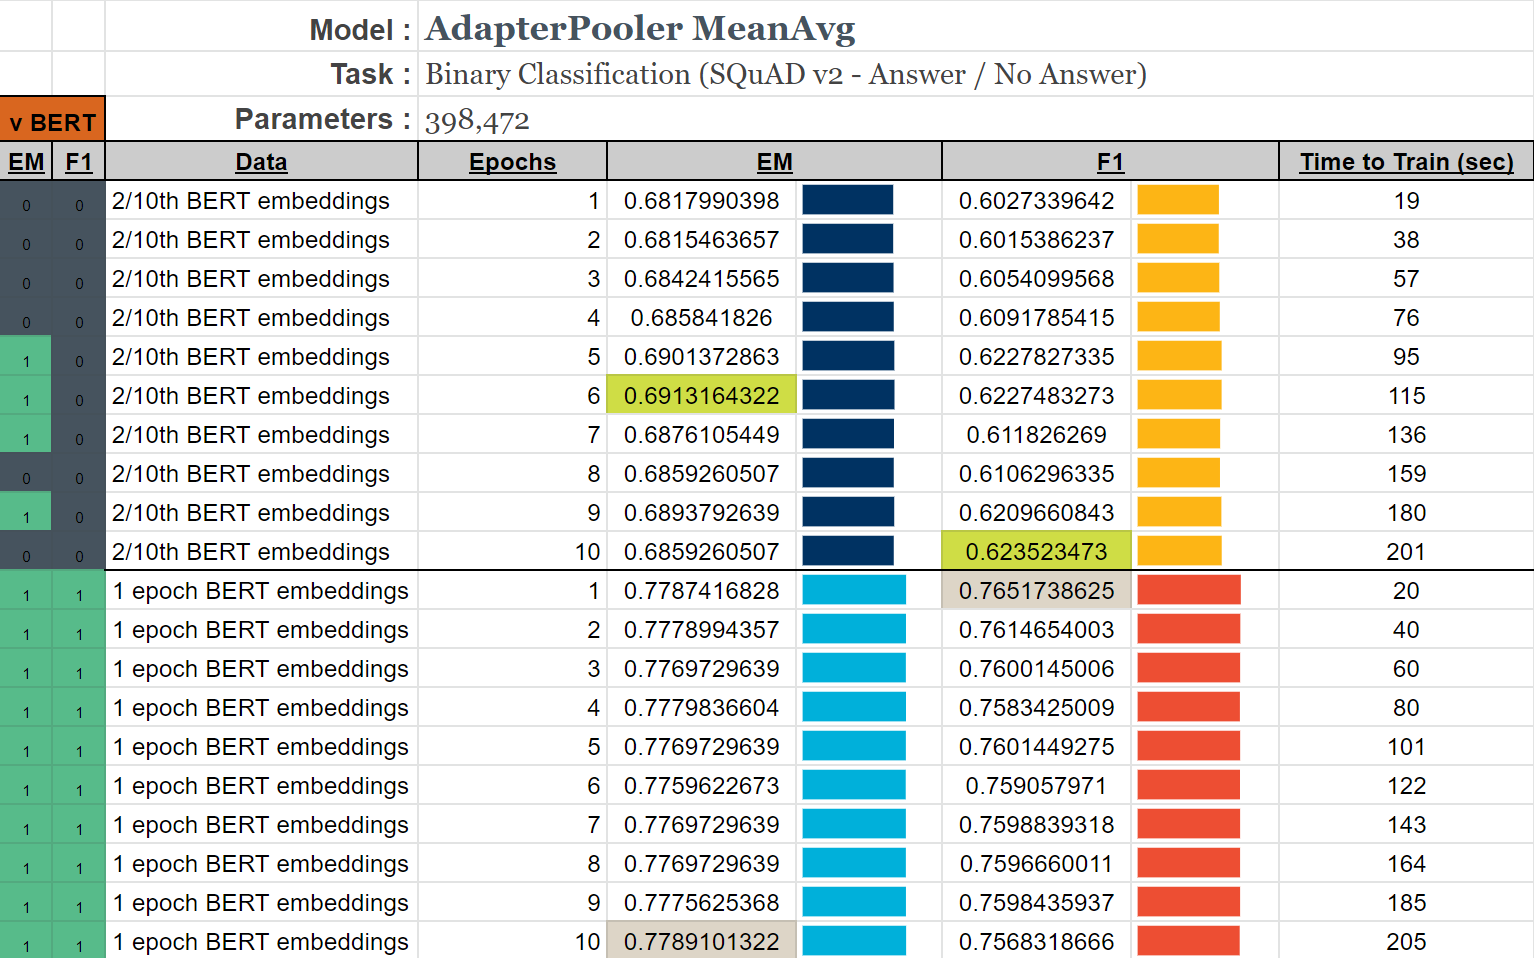 Model : AdapterPooler MeanAvg
Task : Binary Classification (SQuAD v2 - Answer / No Answer)
v BERT Parameters : 398,472
EM F1 Data Epochs EM F1 Time to Train (sec)
0 0 2/10th BERT embeddings 1 0.6817990398 0.6027339642 19
0 0 2/10th BERT embeddings 2 0.6815463657 0.6015386237 38
0 0 2/10th BERT embeddings 3 0.6842415565 0.6054099568 57
0 0 2/10th BERT embeddings 4 0.685841826 0.6091785415 76
1 0 2/10th BERT embeddings 5 0.6901372863 0.6227827335 95
1 0 2/10th BERT embeddings 6 0.6913164322 0.6227483273 115
1 0 2/10th BERT embeddings 7 0.6876105449 0.611826269 136
0 0 2/10th BERT embeddings 8 0.6859260507 0.6106296335 159
1 0 2/10th BERT embeddings 9 0.6893792639 0.6209660843 180
0 0 2/10th BERT embeddings 10 0.6859260507 0.623523473 201
1 1 1 epoch BERT embeddings 1 0.7787416828 0.7651738625 20
1 1 1 epoch BERT embeddings 2 0.7778994357 0.7614654003 40
1 1 1 epoch BERT embeddings 3 0.7769729639 0.7600145006 60
1 1 1 epoch BERT embeddings 4 0.7779836604 0.7583425009 80
1 1 1 epoch BERT embeddings 5 0.7769729639 0.7601449275 101
1 1 1 epoch BERT embeddings 6 0.7759622673 0.759057971 122
1 1 1 epoch BERT embeddings 7 0.7769729639 0.7598839318 143
1 1 1 epoch BERT embeddings 8 0.7769729639 0.7596660011 164
1 1 1 epoch BERT embeddings 9 0.7775625368 0.7598435937 185
1 1 1 epoch BERT embeddings 10 0.7789101322 0.7568318666 205